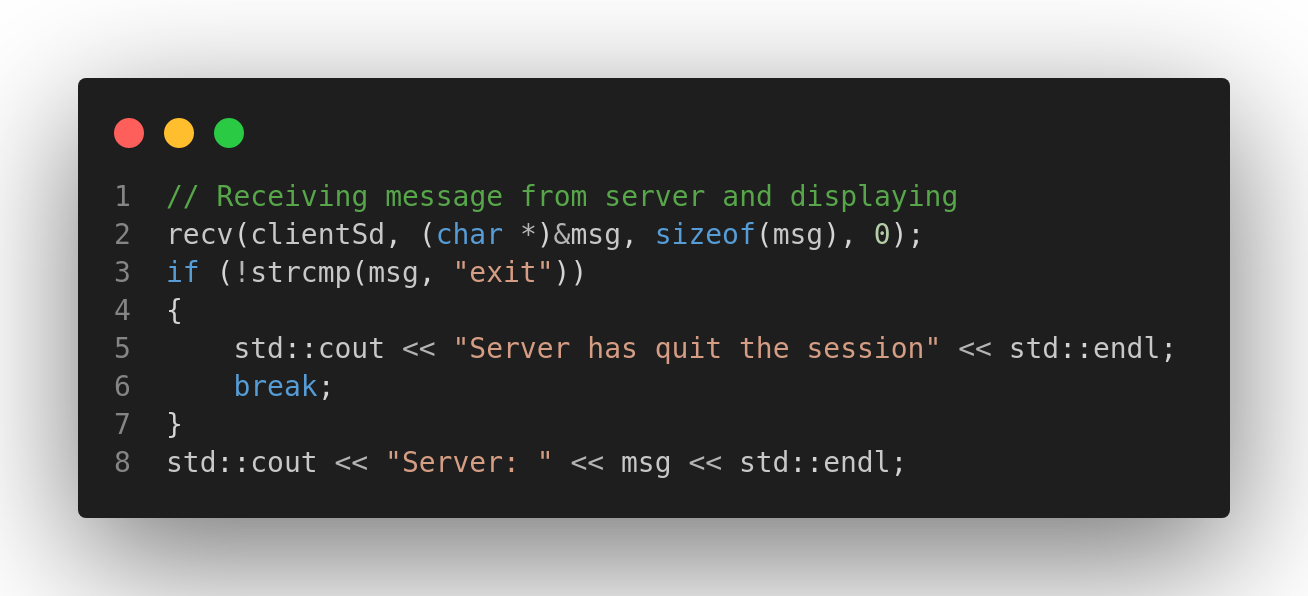 1 // Receiving message from server and displaying
2 recv(clientSd, (char *)&msg, sizeof(msg), 0);
3 if (!strcmp(msg, "exit"))
4 {
5     std::cout << "Server has quit the session" << std::endl;
6     break;
7 }
8 std::cout << "Server: " << msg << std::endl;